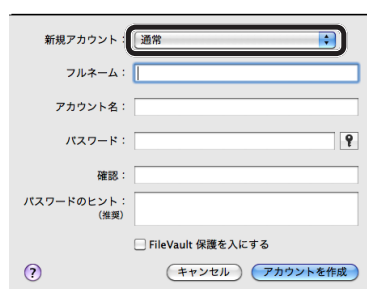 新規アカウント： 通常
フルネーム：
アカウント名：
パスワード：
確認：
パスワードのヒント：
(推奨)
FileVault 保護を入にする
? キャンセル アカウントを作成